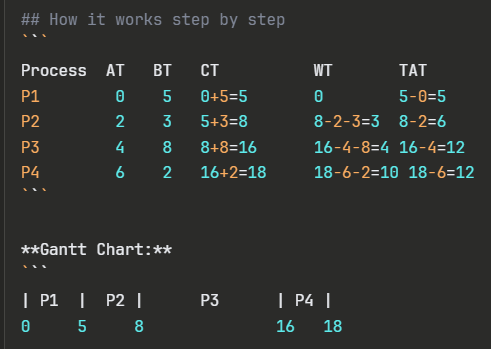 ## How it works step by step
```
Process  AT   BT   CT          WT       TAT
P1        0    5   0+5=5       0        5-0=5
P2        2    3   5+3=8       8-2-3=3  8-2=6
P3        4    8   8+8=16      16-4-8=4 16-4=12
P4        6    2   16+2=18     18-6-2=10 18-6=12
```
**Gantt Chart:**
```
| P1  |  P2 |      P3      | P4 |
0     5     8              16   18